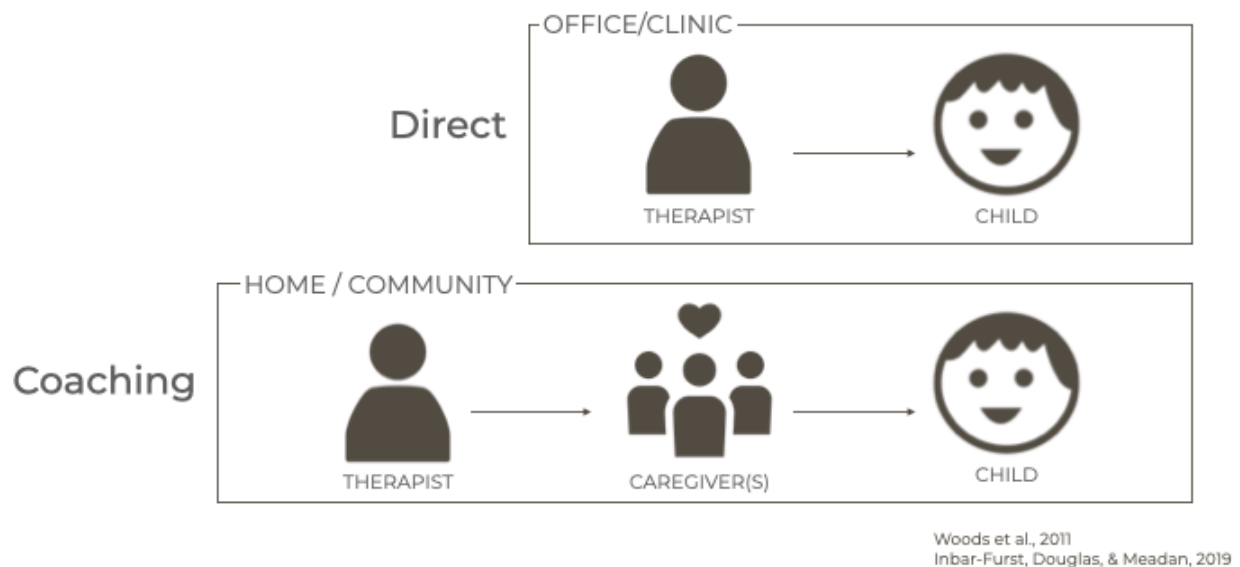 OFFICE/CLINIC
Direct
THERAPIST
CHILD
HOME / COMMUNITY
Coaching
THERAPIST
CAREGIVER(S)
CHILD
Woods et al., 2011
Inbar-Furst, Douglas, & Meadan, 2019